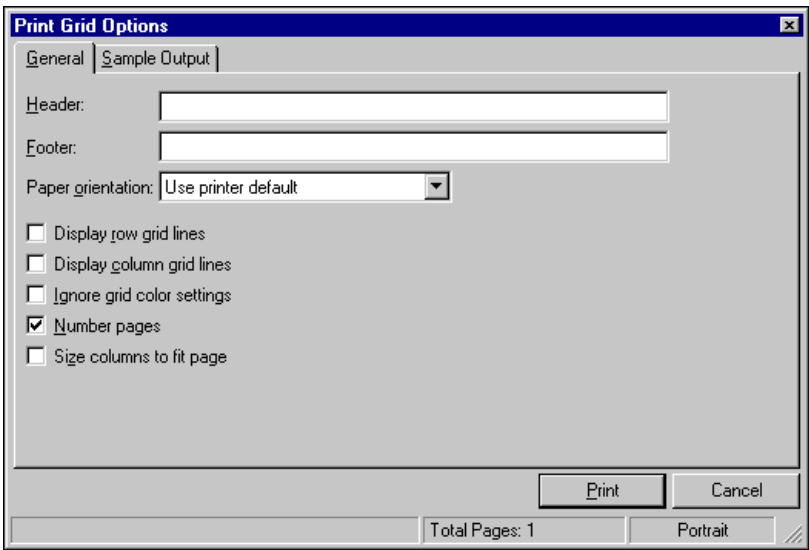 Print Grid Options
General Sample Output
Header:
Footer:
Paper orientation: Use printer default
Display row grid lines
Display column grid lines
Ignore grid color settings
Number pages
Size columns to fit page
Print Cancel
Total Pages: 1 Portrait